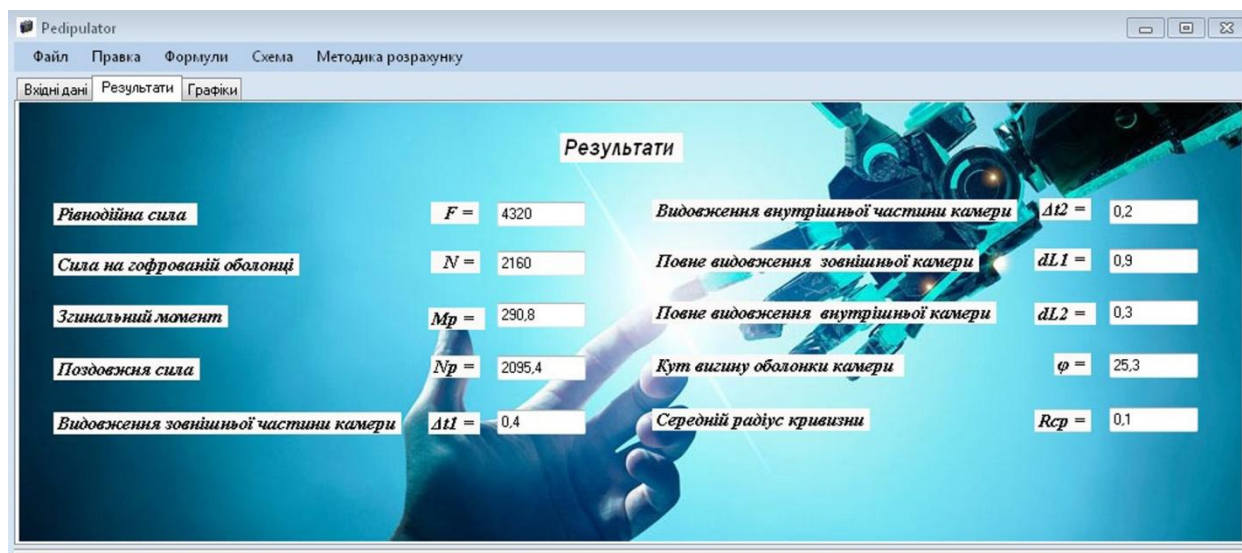 Pedipulator
Файл Правка Формули Схема Методика розрахунку
Вхідні дані Результати Графіки
Результати
Рівнодійна сила F = 4320
Сила на гофрованій оболонці N = 2160
Згинальний момент Mp = 290,8
Поздовжня сила Np = 2095,4
Видовження зовнішньої частини камери Δt1 = 0,4
Видовження внутрішньої частини камери Δt2 = 0,2
Повне видовження зовнішньої камери dL1 = 0,9
Повне видовження внутрішньої камери dL2 = 0,3
Кут вигину оболонки камери φ = 25,3
Середній радіус кривизни Rcp = 0,1